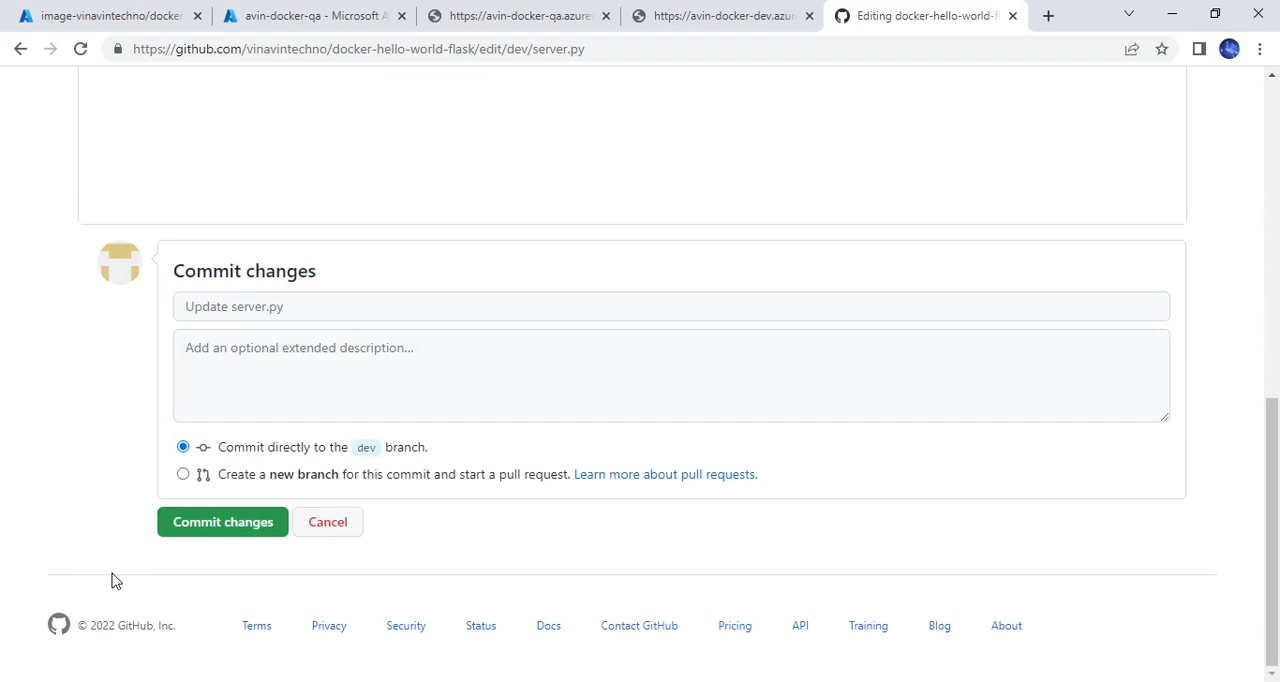 image-vinavintechno/docker
avin-docker-qa - Microsoft A
https://avin-docker-qa.azure
https://avin-docker-dev.azur
Editing docker-hello-world-fl
https://github.com/vinavintechno/docker-hello-world-flask/edit/dev/server.py
Commit changes
Update server.py
Add an optional extended description...
Commit directly to the dev branch.
Create a new branch for this commit and start a pull request. Learn more about pull requests.
Commit changes Cancel
© 2022 GitHub, Inc. Terms Privacy Security Status Docs Contact GitHub Pricing API Training Blog About